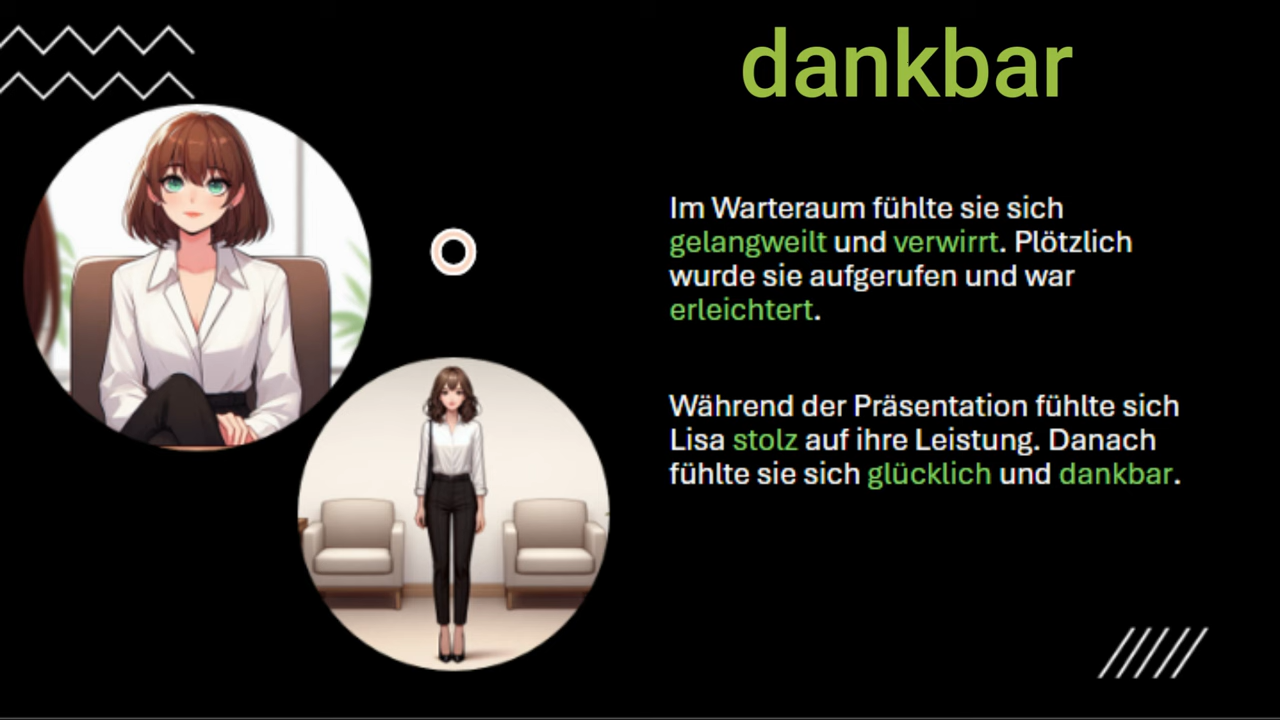 dankbar
Im Warteraum fühlte sie sich
gelangweilt und verwirrt. Plötzlich
wurde sie aufgerufen und war
erleichtert.
Während der Präsentation fühlte sich
Lisa stolz auf ihre Leistung. Danach
fühlte sie sich glücklich und dankbar.